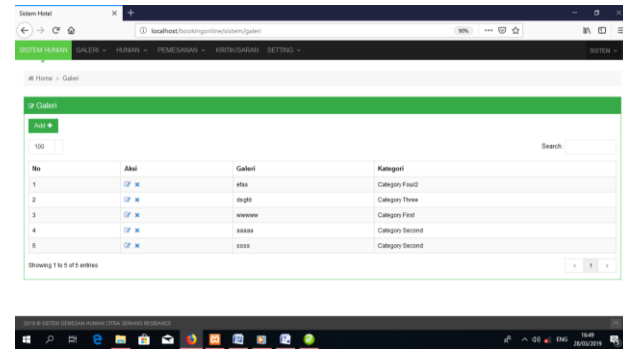 Sistem Hotel
localhost/bookingonline/sistem/galeri
90%
SISTEM HUNIAN GALERI HUNIAN PEMESANAN KRITIK/SARAN SETTING SISTEM
Home > Galeri
Galeri
Add
100 Search:
No Aksi Galeri Kategori
1 efas Category Four2
2 dsgfd Category Three
3 wwwww Category First
4 aaaaa Category Second
5 ssss Category Second
Showing 1 to 5 of 5 entries 1
2019 © SISTEM PEMESAN HUNIAN CITRA SERANG RESIDANCE
ENG 16:49
28/03/2019